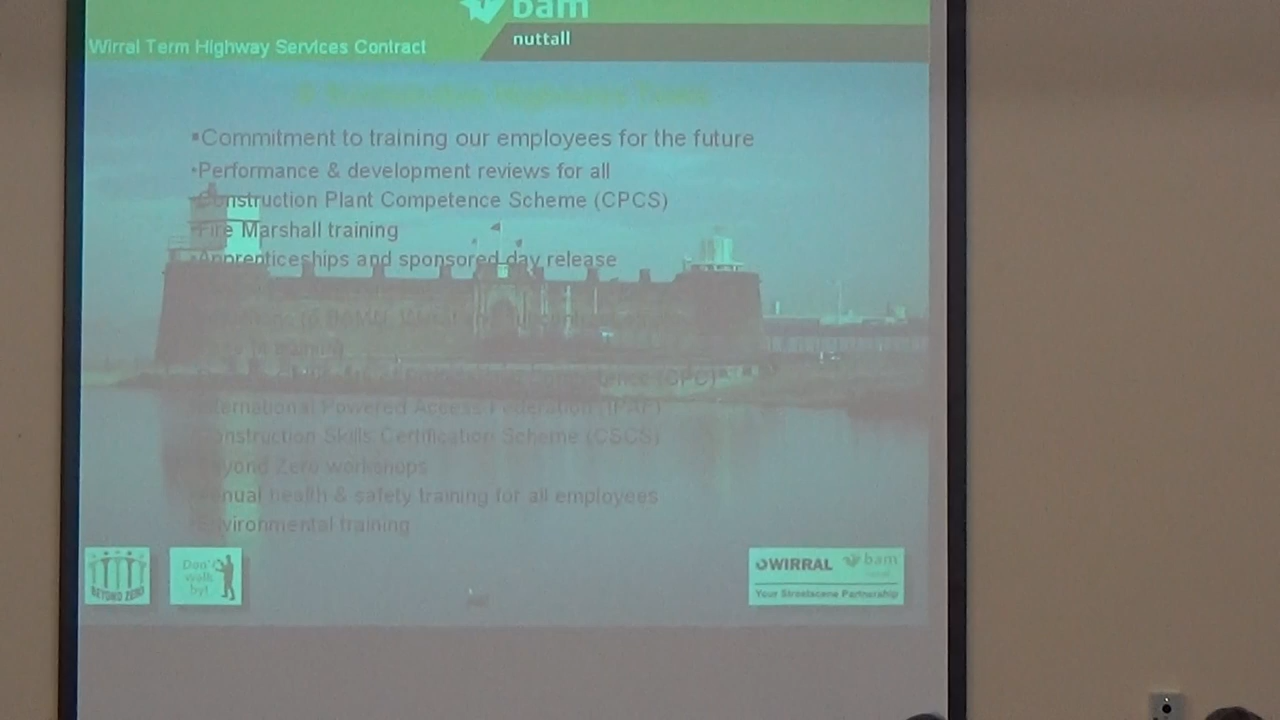 bam
nuttall
Wirral Term Highway Services Contract
Commitment to training our employees for the future
Performance & development reviews for all
Construction Plant Competence Scheme (CPCS)
Fire Marshall training
Apprenticeships and sponsored day release
(CPC)
International Powered Access Federation (IPAF)
Construction Skills Certification Scheme (CSCS)
Beyond Zero workshops
Annual health & safety training for all employees
Environmental training
BEYOND ZERO
Don't
walk
by!
WIRRAL bam
Your Streetscene Partnership